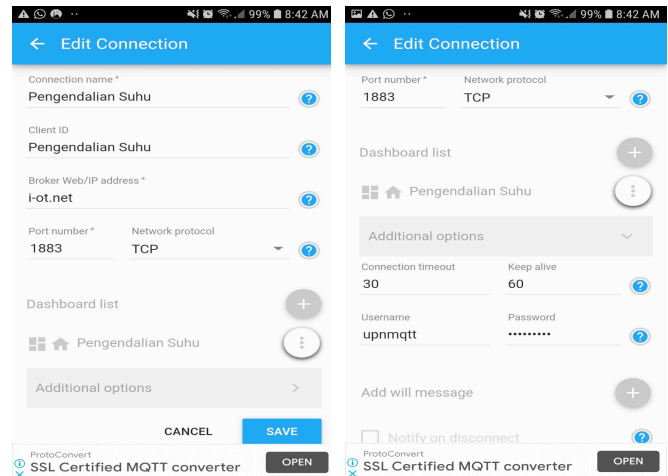 99% 8:42 AM
Edit Connection
Connection name *
Pengendalian Suhu
Client ID
Pengendalian Suhu
Broker Web/IP address *
i-ot.net
Port number * Network protocol
1883 TCP
Dashboard list
Pengendalian Suhu
Additional options
CANCEL SAVE
ProtoConvert
SSL Certified MQTT converter OPEN
99% 8:42 AM
Edit Connection
Port number * Network protocol
1883 TCP
Dashboard list
Pengendalian Suhu
Additional options
Connection timeout Keep alive
30 60
Username Password
upnmqtt •••••••••
Add will message
Notify on disconnect
ProtoConvert
SSL Certified MQTT converter OPEN